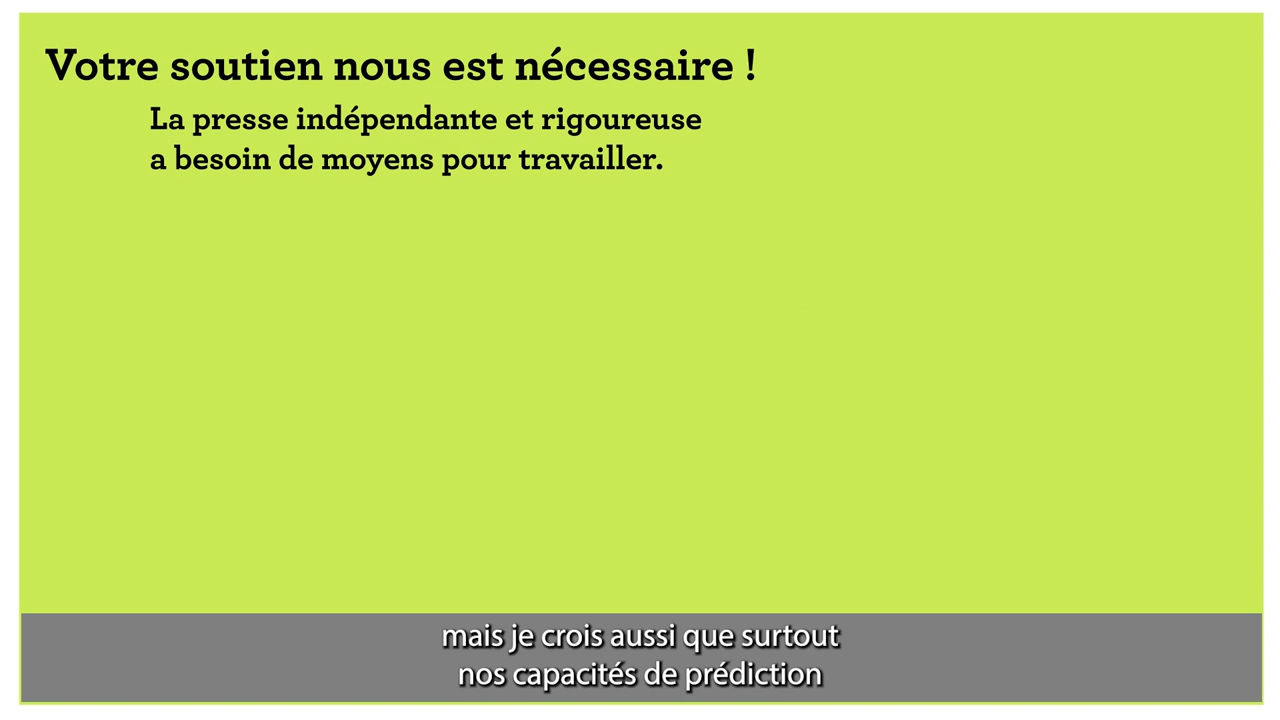 Votre soutien nous est nécessaire !
La presse indépendante et rigoureuse
a besoin de moyens pour travailler.
mais je crois aussi que surtout
nos capacités de prédiction